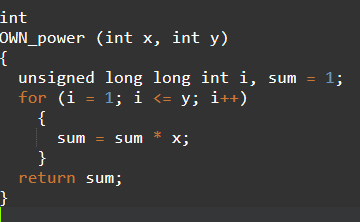 int
OWN_power (int x, int y)
{
  unsigned long long int i, sum = 1;
  for (i = 1; i <= y; i++)
    {
      sum = sum * x;
    }
  return sum;
}